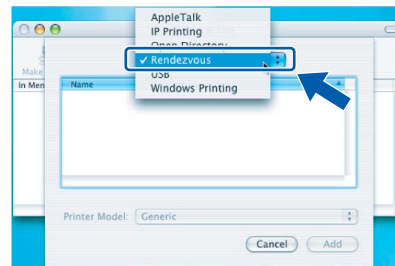 AppleTalk
IP Printing
Open Directory
✓ Rendezvous
USB
Windows Printing
Make
In Men
Name
Printer Model: Generic
Cancel Add